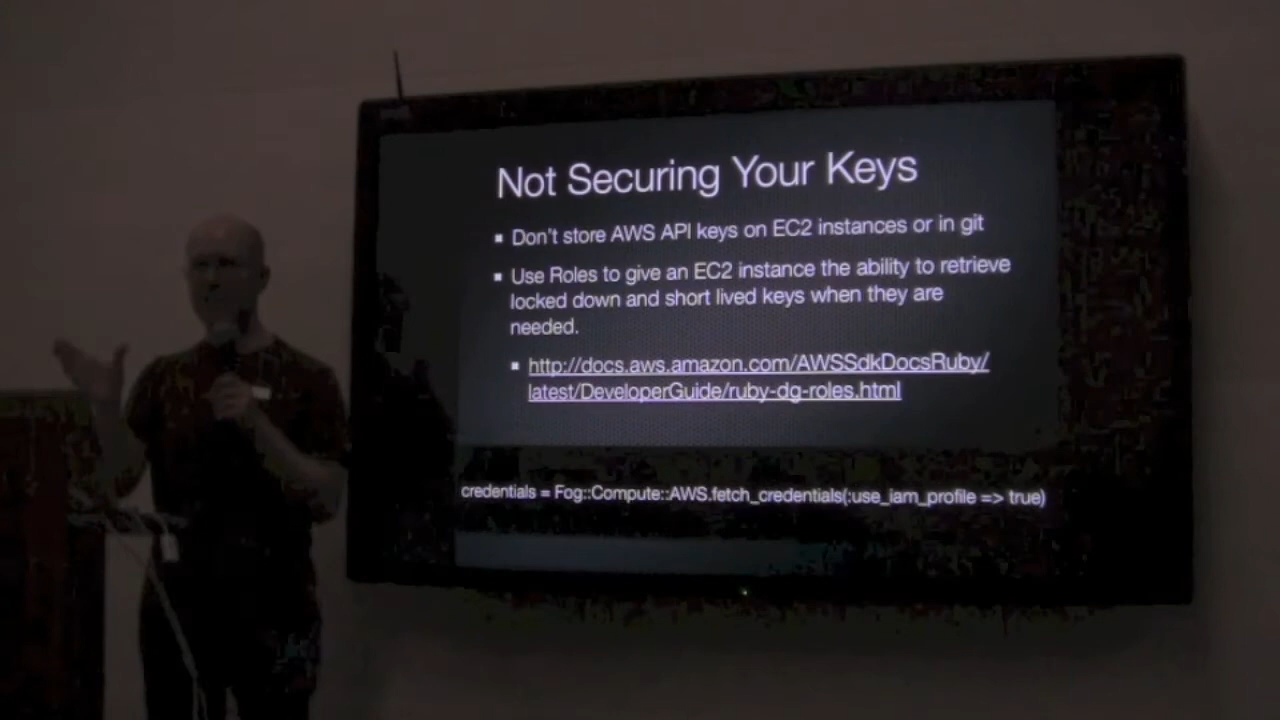 Not Securing Your Keys
Don't store AWS API keys on EC2 instances or in git
Use Roles to give an EC2 instance the ability to retrieve
locked down and short lived keys when they are
needed.
http://docs.aws.amazon.com/AWSSdkDocsRuby/
latest/DeveloperGuide/ruby-dg-roles.html
credentials = Fog::Compute::AWS.fetch_credentials(:use_iam_profile => true)